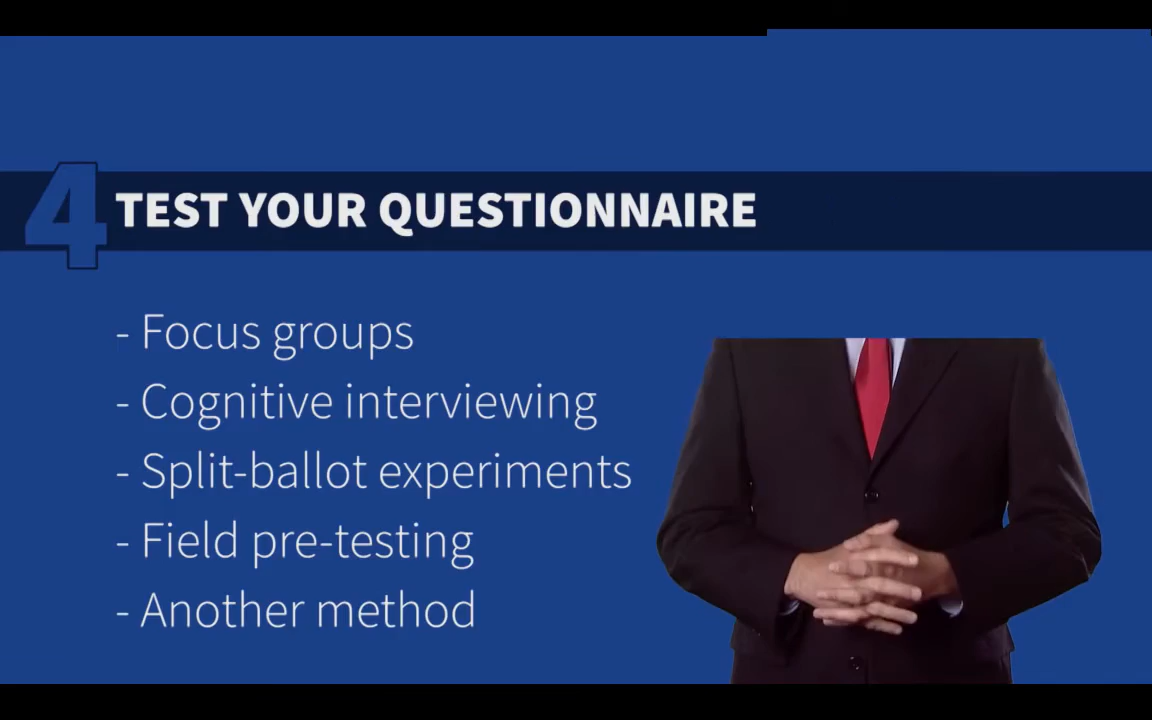 4 TEST YOUR QUESTIONNAIRE
- Focus groups
- Cognitive interviewing
- Split-ballot experiments
- Field pre-testing
- Another method